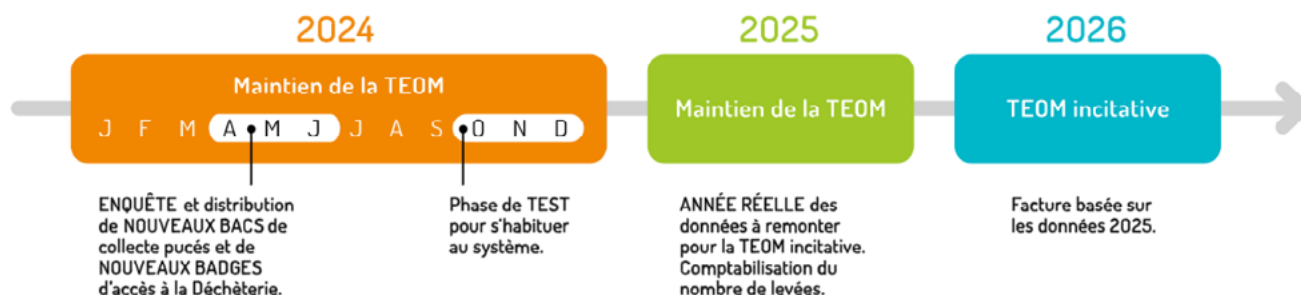 2024
Maintien de la TEOM
J F M A M J J A S O N D
ENQUÊTE et distribution
de NOUVEAUX BACS de
collecte pucés et de
NOUVEAUX BADGES
d'accès à la Déchèterie.
Phase de TEST
pour s'habituer
au système.
2025
Maintien de la TEOM
ANNÉE RÉELLE des
données à remonter
pour la TEOM incitative.
Comptabilisation du
nombre de levées.
2026
TEOM incitative
Facture basée sur
les données 2025.